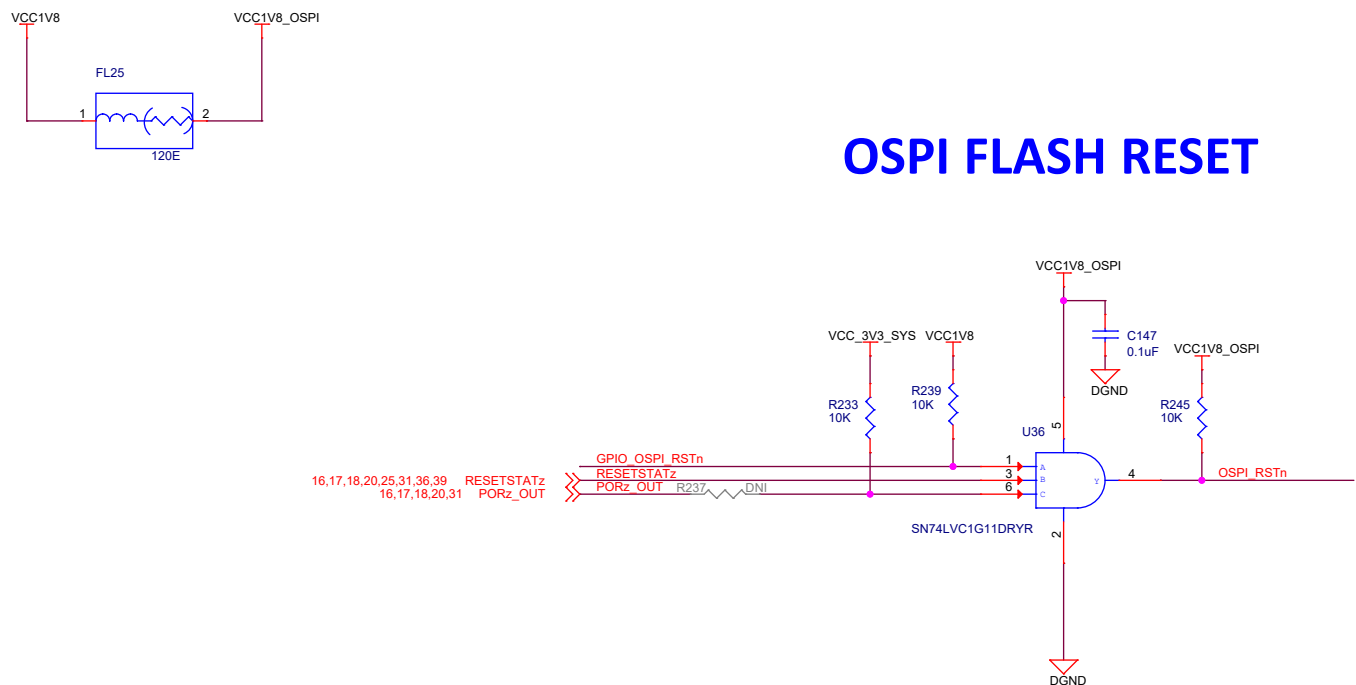 VCC1V8
VCC1V8_OSPI
FL25
1
2
120E
OSPI FLASH RESET
VCC1V8_OSPI
VCC_3V3_SYS
VCC1V8
C147
0.1uF
VCC1V8_OSPI
DGND
R233
10K
R239
10K
R245
10K
U36
5
GPIO_OSPI_RSTn
1
A
16,17,18,20,25,31,36,39 RESETSTATz
RESETSTATz
3
B
Y
4
OSPI_RSTn
16,17,18,20,31 PORz_OUT
PORz_OUT
R237
DNI
6
C
SN74LVC1G11DRYR
2
DGND